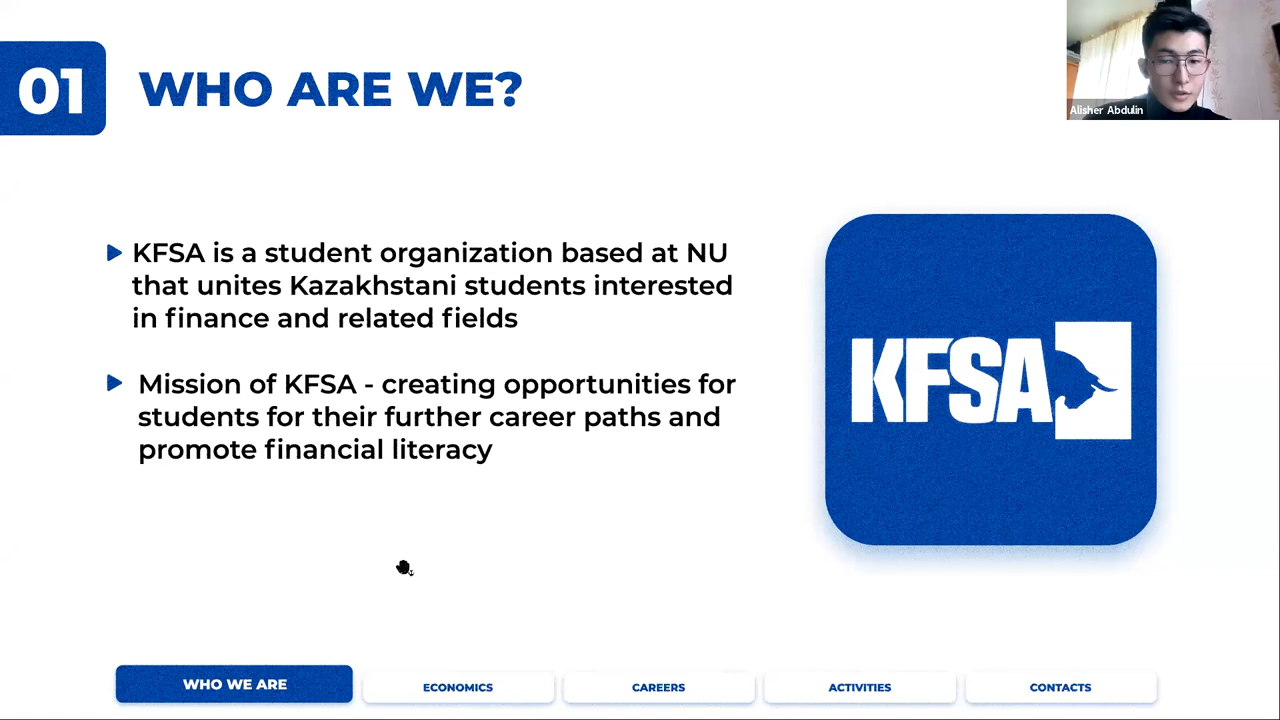 01
WHO ARE WE?
Alisher Abdulin
KFSA is a student organization based at NU
that unites Kazakhstani students interested
in finance and related fields
Mission of KFSA - creating opportunities for
students for their further career paths and
promote financial literacy
KFSA
WHO WE ARE
ECONOMICS
CAREERS
ACTIVITIES
CONTACTS